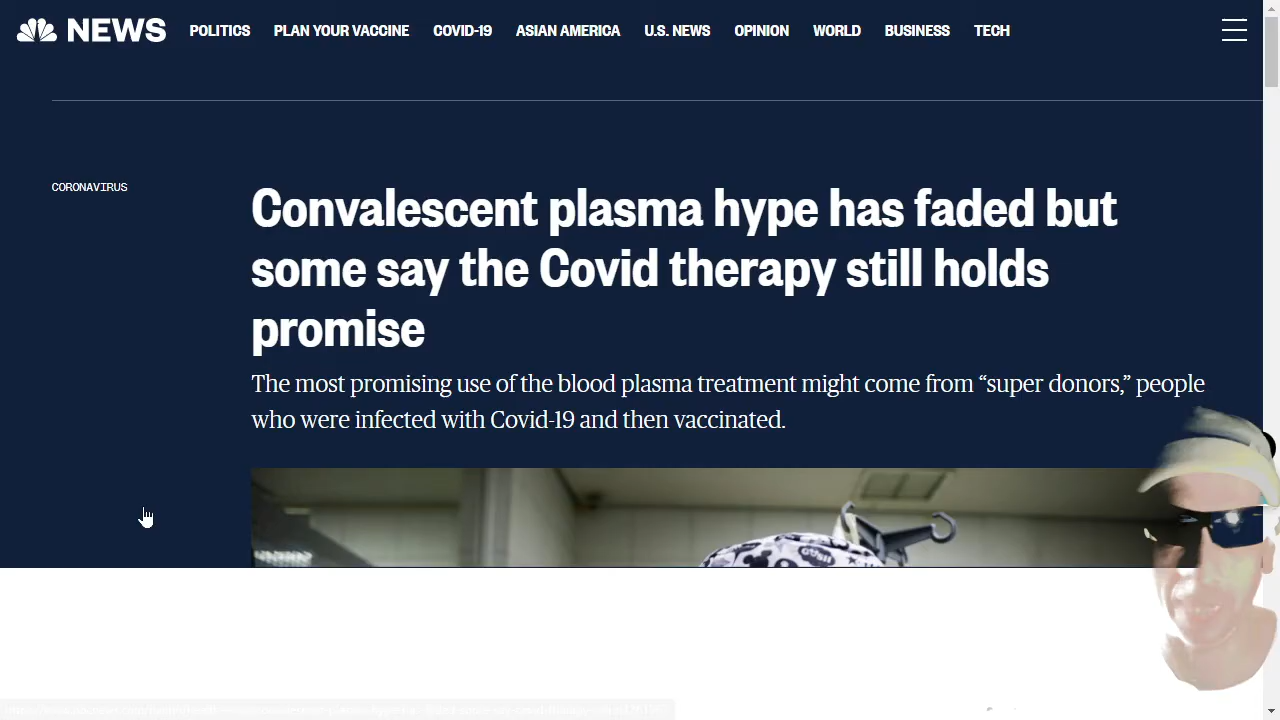 NEWS POLITICS PLAN YOUR VACCINE COVID-19 ASIAN AMERICA U.S. NEWS OPINION WORLD BUSINESS TECH
CORONAVIRUS
Convalescent plasma hype has faded but
some say the Covid therapy still holds
promise
The most promising use of the blood plasma treatment might come from “super donors,” people
who were infected with Covid-19 and then vaccinated.